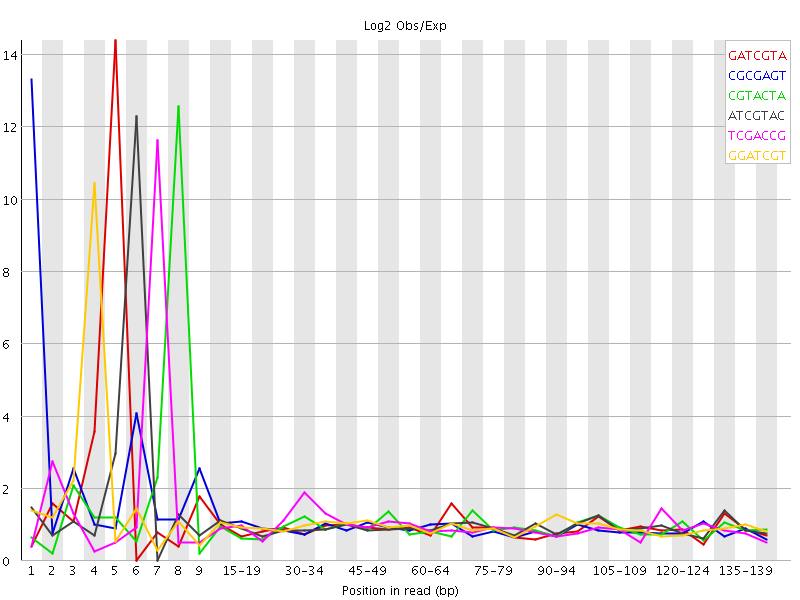 Log2 Obs/Exp
GATCGTA
CGCGAGT
CGTACTA
ATCGTAC
TCGACCG
GGATCGT
14
12
10
8
6
4
2
0
1 2 3 4 5 6 7 8 9 15-19 30-34 45-49 60-64 75-79 90-94 105-109 120-124 135-139
Position in read (bp)